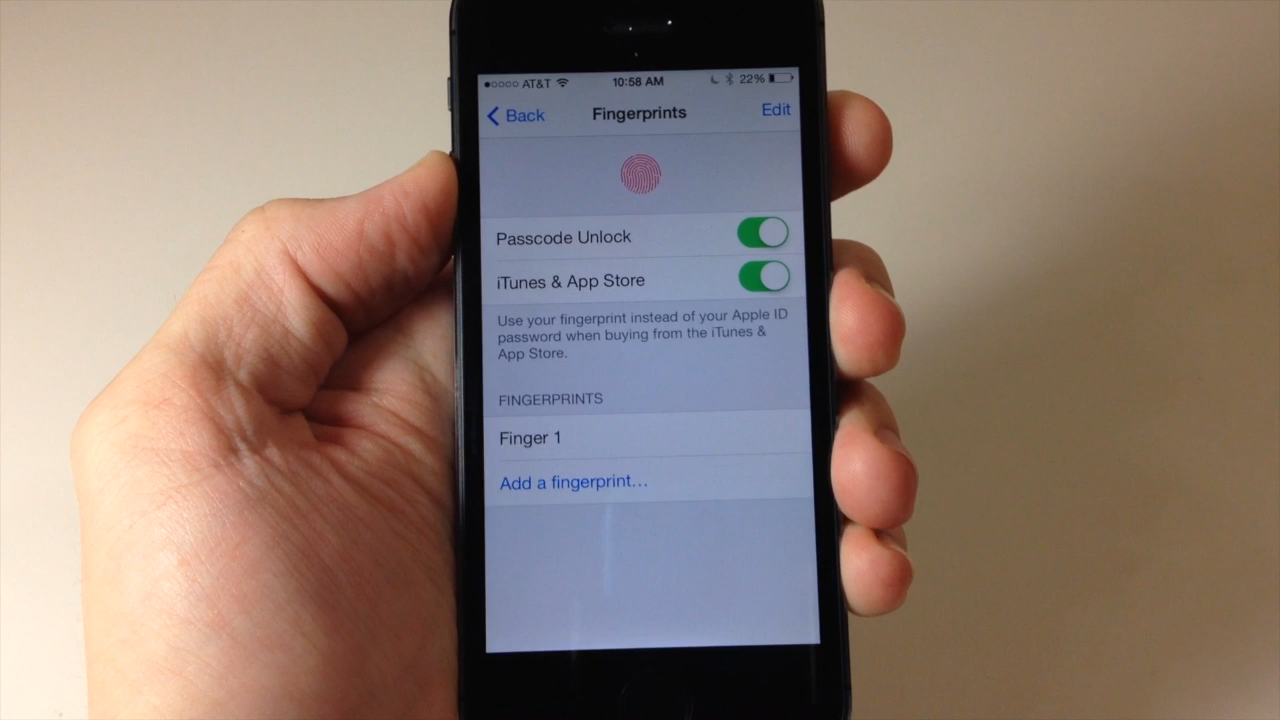 AT&T 10:58 AM 22%
Back Fingerprints Edit
Passcode Unlock
iTunes & App Store
Use your fingerprint instead of your Apple ID
password when buying from the iTunes &
App Store.
FINGERPRINTS
Finger 1
Add a fingerprint...